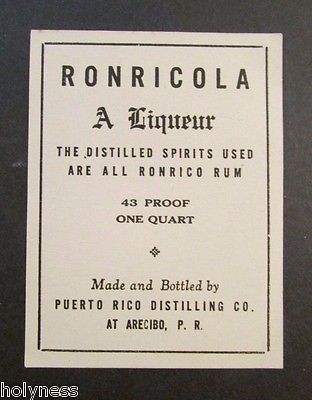 RONRICOLA
A Liqueur
THE DISTILLED SPIRITS USED
ARE ALL RONRICO RUM
43 PROOF
ONE QUART
Made and Bottled by
PUERTO RICO DISTILLING CO.
AT ARECIBO, P. R.
holyness